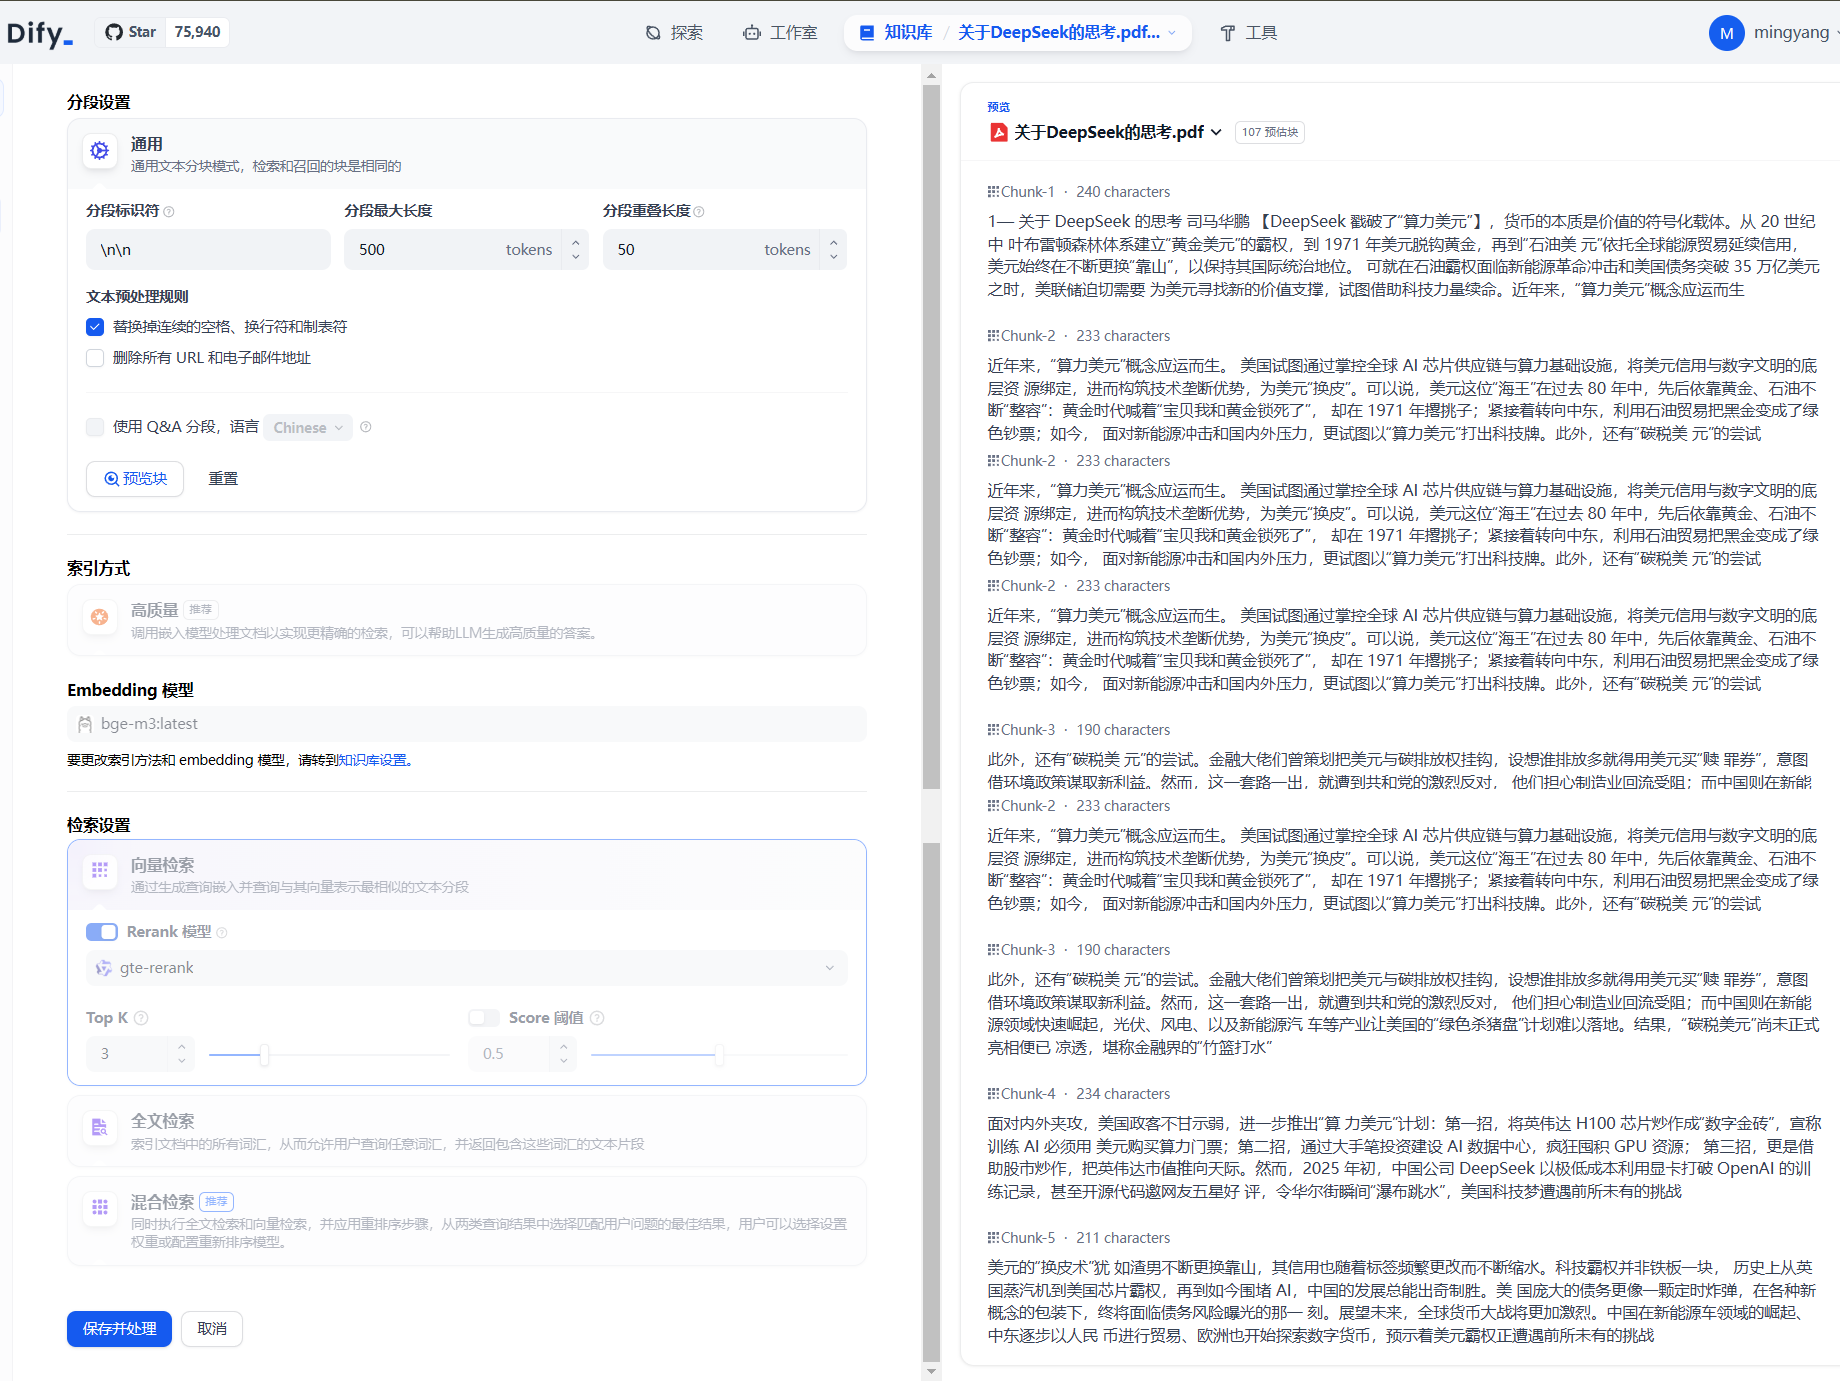 Dify_
Star 75,940
探索
工作室
知识库 / 关于DeepSeek的思考.pdf...
工具
M mingyang
分段设置
通用
通用文本分块模式，检索和召回的块是相同的
分段标识符 分段最大长度 分段重叠长度
\n\n 500 tokens 50 tokens
文本预处理规则
替换掉连续的空格、换行符和制表符
删除所有 URL 和电子邮件地址
使用 Q&A 分段，语言 Chinese
预览块 重置
索引方式
高质量 推荐
调用嵌入模型处理文档以实现更精确的检索，可以帮助LLM生成高质量的答案。
Embedding 模型
bge-m3:latest
要更改索引方法和 embedding 模型，请转到知识库设置。
检索设置
向量检索
通过生成查询嵌入并查询与其向量表示最相似的文本分段
Rerank 模型
gte-rerank
Top K Score 阈值
3 0.5
全文检索
索引文档中的所有词汇，从而允许用户查询任意词汇，并返回包含这些词汇的文本片段
混合检索 推荐
同时执行全文检索和向量检索，并应用重排序步骤，从两类查询结果中选择匹配用户问题的最佳结果，用户可以选择设置
权重或配置重新排序模型。
保存并处理 取消
预览
关于DeepSeek的思考.pdf 107 预估块
Chunk-1 · 240 characters
1— 关于 DeepSeek 的思考 司马华鹏 【DeepSeek 戳破了“算力美元”】，货币的本质是价值的符号化载体。从 20 世纪
中 叶布雷顿森林体系建立“黄金美元”的霸权，到 1971 年美元脱钩黄金，再到“石油美 元”依托全球能源贸易延续信用，
美元始终在不断更换“靠山”，以保持其国际统治地位。 可就在石油霸权面临新能源革命冲击和美国债务突破 35 万亿美元
之时，美联储迫切需要 为美元寻找新的价值支撑，试图借助科技力量续命。近年来，“算力美元”概念应运而生
Chunk-2 · 233 characters
近年来，“算力美元”概念应运而生。 美国试图通过掌控全球 AI 芯片供应链与算力基础设施，将美元信用与数字文明的底
层资 源绑定，进而构筑技术垄断优势，为美元“换皮”。可以说，美元这位“海王”在过去 80 年中，先后依靠黄金、石油不
断“整容”：黄金时代喊着“宝贝我和黄金锁死了”， 却在 1971 年撂挑子；紧接着转向中东，利用石油贸易把黑金变成了绿
色钞票；如今， 面对新能源冲击和国内外压力，更试图以“算力美元”打出科技牌。此外，还有“碳税美 元”的尝试
Chunk-2 · 233 characters
近年来，“算力美元”概念应运而生。 美国试图通过掌控全球 AI 芯片供应链与算力基础设施，将美元信用与数字文明的底
层资 源绑定，进而构筑技术垄断优势，为美元“换皮”。可以说，美元这位“海王”在过去 80 年中，先后依靠黄金、石油不
断“整容”：黄金时代喊着“宝贝我和黄金锁死了”， 却在 1971 年撂挑子；紧接着转向中东，利用石油贸易把黑金变成了绿
色钞票；如今， 面对新能源冲击和国内外压力，更试图以“算力美元”打出科技牌。此外，还有“碳税美 元”的尝试
Chunk-2 · 233 characters
近年来，“算力美元”概念应运而生。 美国试图通过掌控全球 AI 芯片供应链与算力基础设施，将美元信用与数字文明的底
层资 源绑定，进而构筑技术垄断优势，为美元“换皮”。可以说，美元这位“海王”在过去 80 年中，先后依靠黄金、石油不
断“整容”：黄金时代喊着“宝贝我和黄金锁死了”， 却在 1971 年撂挑子；紧接着转向中东，利用石油贸易把黑金变成了绿
色钞票；如今， 面对新能源冲击和国内外压力，更试图以“算力美元”打出科技牌。此外，还有“碳税美 元”的尝试
Chunk-3 · 190 characters
此外，还有“碳税美 元”的尝试。金融大佬们曾策划把美元与碳排放权挂钩，设想谁排放多就得用美元买“赎 罪券”，意图
借环境政策谋取新利益。然而，这一套路一出，就遭到共和党的激烈反对， 他们担心制造业回流受阻；而中国则在新能
Chunk-2 · 233 characters
近年来，“算力美元”概念应运而生。 美国试图通过掌控全球 AI 芯片供应链与算力基础设施，将美元信用与数字文明的底
层资 源绑定，进而构筑技术垄断优势，为美元“换皮”。可以说，美元这位“海王”在过去 80 年中，先后依靠黄金、石油不
断“整容”：黄金时代喊着“宝贝我和黄金锁死了”， 却在 1971 年撂挑子；紧接着转向中东，利用石油贸易把黑金变成了绿
色钞票；如今， 面对新能源冲击和国内外压力，更试图以“算力美元”打出科技牌。此外，还有“碳税美 元”的尝试
Chunk-3 · 190 characters
此外，还有“碳税美 元”的尝试。金融大佬们曾策划把美元与碳排放权挂钩，设想谁排放多就得用美元买“赎 罪券”，意图
借环境政策谋取新利益。然而，这一套路一出，就遭到共和党的激烈反对， 他们担心制造业回流受阻；而中国则在新能
源领域快速崛起，光伏、风电、以及新能源汽 车等产业让美国的“绿色杀猪盘”计划难以落地。结果，“碳税美元”尚未正式
亮相便已 凉透，堪称金融界的“竹篮打水”
Chunk-4 · 234 characters
面对内外夹攻，美国政客不甘示弱，进一步推出“算 力美元”计划：第一招，将英伟达 H100 芯片炒作成“数字金砖”，宣称
训练 AI 必须用 美元购买算力门票；第二招，通过大手笔投资建设 AI 数据中心，疯狂囤积 GPU 资源； 第三招，更是借
助股市炒作，把英伟达市值推向天际。然而，2025 年初，中国公司 DeepSeek 以极低成本利用显卡打破 OpenAI 的训
练记录，甚至开源代码邀网友五星好 评，令华尔街瞬间“瀑布跳水”，美国科技梦遭遇前所未有的挑战
Chunk-5 · 211 characters
美元的“换皮术”犹 如渣男不断更换靠山，其信用也随着标签频繁更改而不断缩水。科技霸权并非铁板一块， 历史上从英
国蒸汽机到美国芯片霸权，再到如今围堵 AI，中国的发展总能出奇制胜。美 国庞大的债务更像一颗定时炸弹，在各种新
概念的包装下，终将面临债务风险曝光的那一 刻。展望未来，全球货币大战将更加激烈。中国在新能源车领域的崛起、
中东逐步以人民 币进行贸易、欧洲也开始探索数字货币，预示着美元霸权正遭遇前所未有的挑战